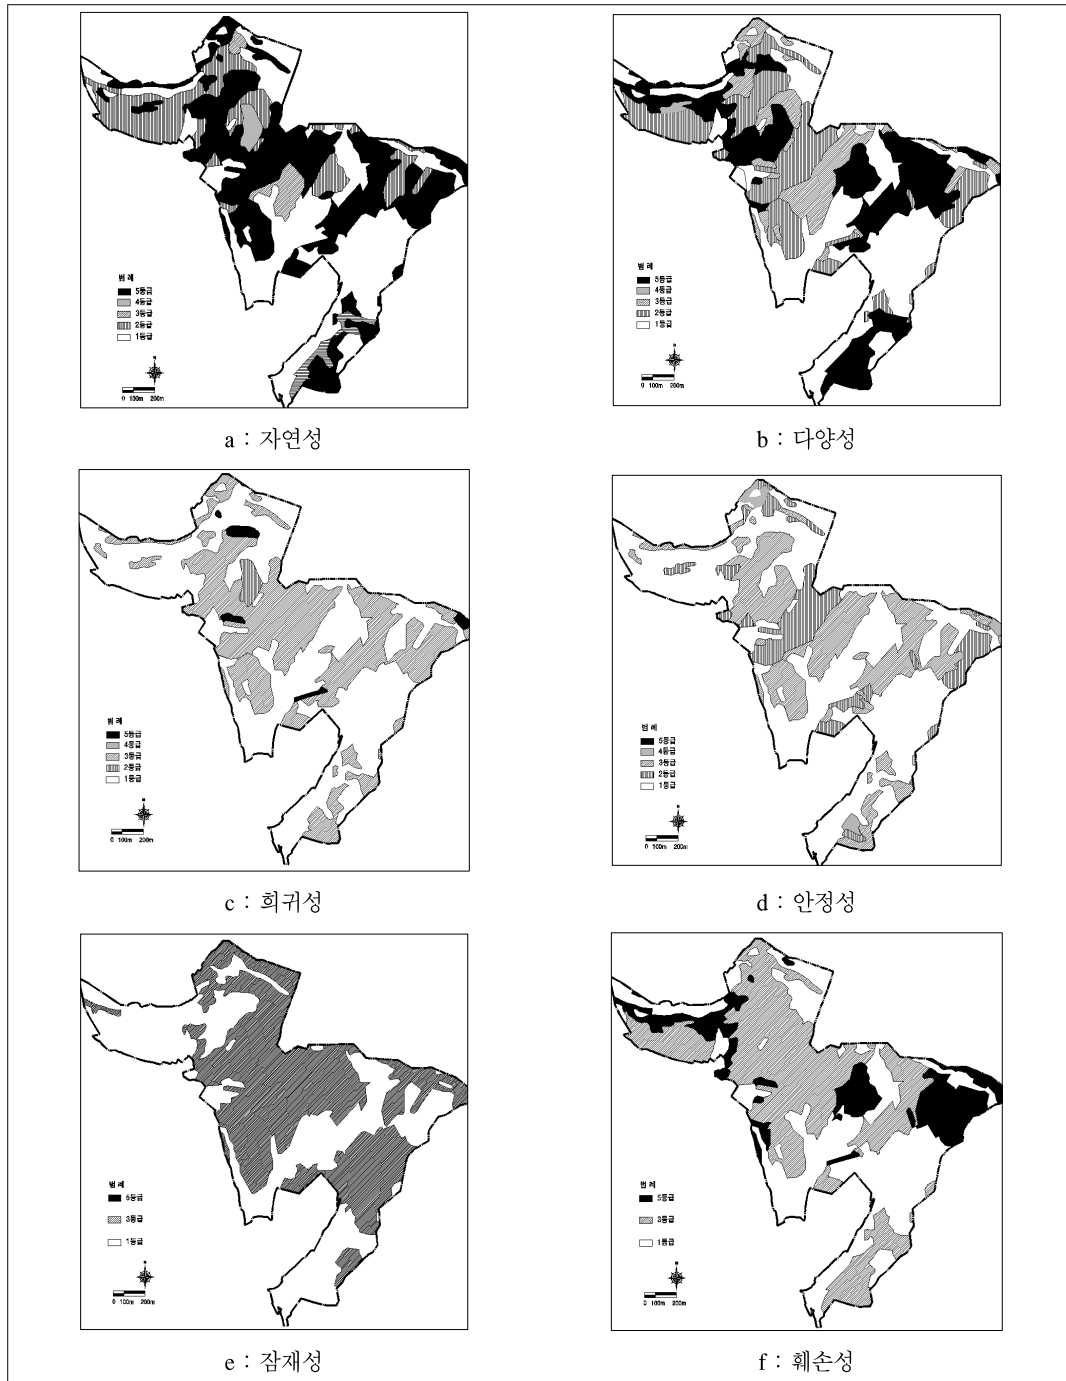 범 례
5등급
4등급
3등급
2등급
1등급
0 100m 200m
a : 자연성
범 례
5등급
4등급
3등급
2등급
1등급
0 100m 200m
b : 다양성
범 례
5등급
4등급
3등급
2등급
1등급
0 100m 200m
c : 희귀성
범 례
5등급
4등급
3등급
2등급
1등급
0 100m 200m
d : 안정성
범 례
5등급
3등급
1등급
0 100m 200m
e : 잠재성
범 례
5등급
3등급
1등급
0 100m 200m
f : 훼손성